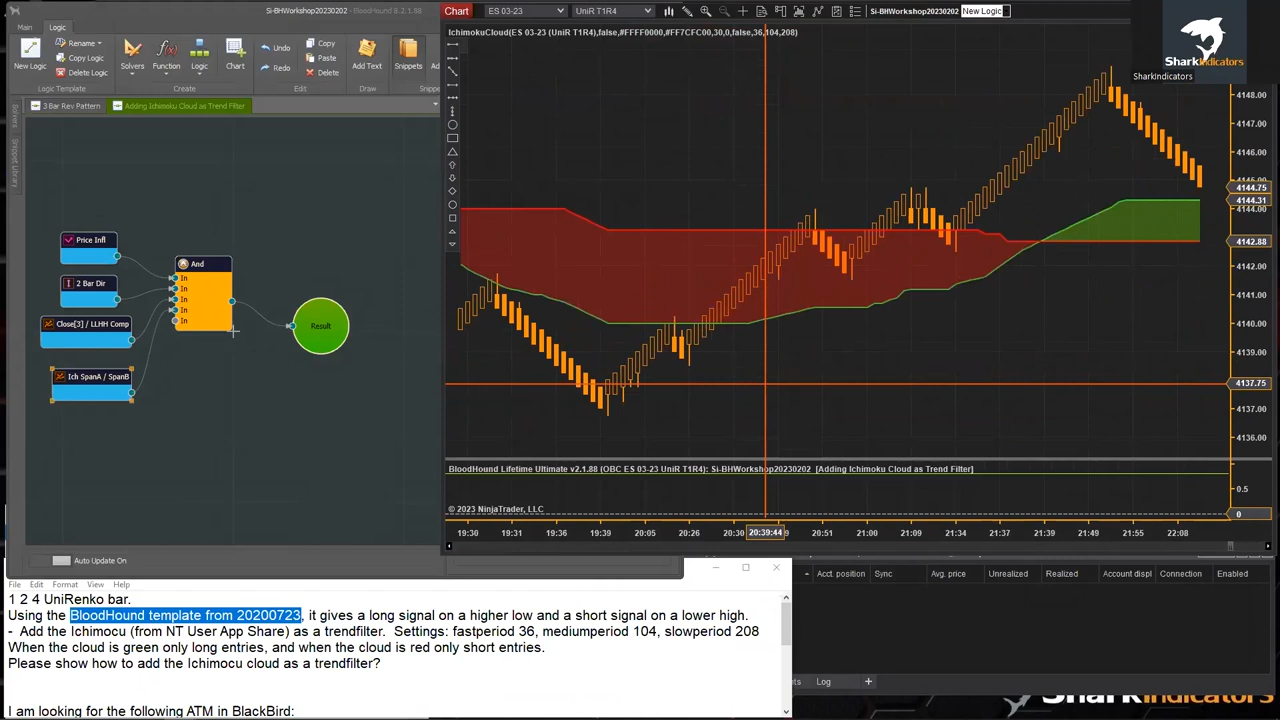 Si-BHWorkshop20230202 - BloodHound 8.2.1.88
Main
Logic
New Logic
Rename
Copy Logic
Delete Logic
Logic Template
Solvers
Function
Logic
Chart
Create
Undo
Redo
Copy
Paste
Delete
Edit
Add Text
Draw
Snippets
3 Bar Rev Pattern
Adding Ichimoku Cloud as Trend Filter
Solvers
Snippet Library
Price Infl
2 Bar Dir
Close[3] / LLHH Comp
Ich SpanA / SpanB
And
In
In
In
In
In
Result
Auto Update On
Chart
ES 03-23
UniR T1R4
Si-BHWorkshop20230202
New Logic
IchimokuCloud(ES 03-23 (UniR T1R4),false,#FFFF0000,#FF7CFC00,30,0,false,36,104,208)
SharkIndicators
SharkIndicators
4148.00
4147.00
4146.00
4144.75
4144.31
4144.00
4142.88
4142.00
4141.00
4140.00
4139.00
4137.75
4137.00
4136.00
BloodHound Lifetime Ultimate v2.1.88 (OBC ES 03-23 UniR T1R4): Si-BHWorkshop20230202 [Adding Ichimoku Cloud as Trend Filter]
0.5
© 2023 NinjaTrader, LLC
0
19:30 19:31 19:39 20:05 20:26 20:30 20:39:44 20:51 21:09 21:34 21:39 21:49 21:55 22:08
File Edit Format View Help
1 2 4 UniRenko bar.
Using the BloodHound template from 20200723, it gives a long signal on a higher low and a short signal on a lower high.
- Add the Ichimocu (from NT User App Share) as a trendfilter. Settings: fastperiod 36, mediumperiod 104, slowperiod 208
When the cloud is green only long entries, and when the cloud is red only short entries.
Please show how to add the Ichimocu cloud as a trendfilter?
I am looking for the following ATM in BlackBird:
Acct. position Sync Avg. price Unrealized Realized Account displ Connection Enabled
Log
SharkIndicators